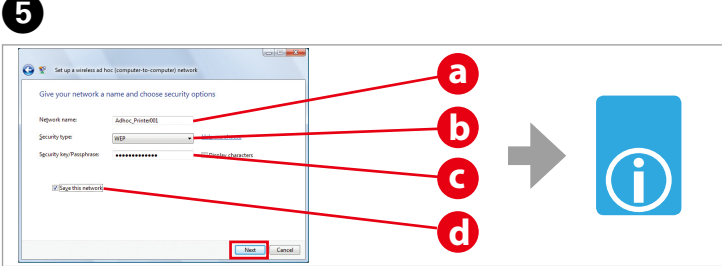 5
Set up a wireless ad hoc (computer-to-computer) network
Give your network a name and choose security options
Network name: Adhoc_Printer001 a
Security type: WEP b
Security key/Passphrase: ••••••••••••• Display characters c
Save this network d
Next Cancel
i